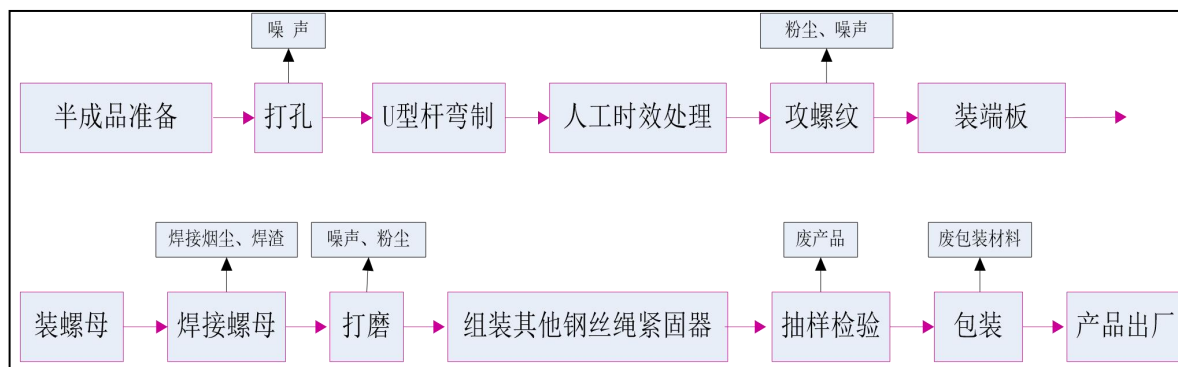 噪 声
粉尘、噪声
半成品准备
打孔
U型杆弯制
人工时效处理
攻螺纹
装端板
焊接烟尘、焊渣
噪声、粉尘
废产品
废包装材料
装螺母
焊接螺母
打磨
组装其他钢丝绳紧固器
抽样检验
包装
产品出厂